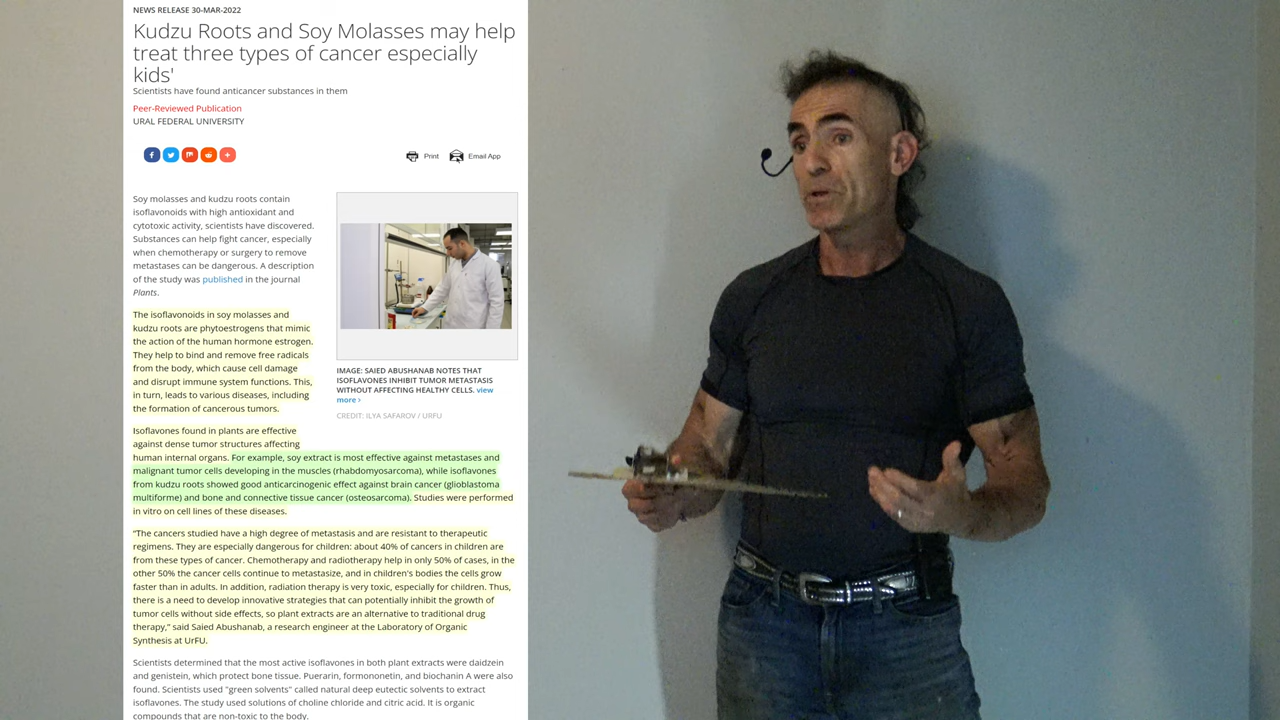 NEWS RELEASE 30-MAR-2022
Kudzu Roots and Soy Molasses may help
treat three types of cancer especially
kids'
Scientists have found anticancer substances in them
Peer-Reviewed Publication
URAL FEDERAL UNIVERSITY
Print
Email App
Soy molasses and kudzu roots contain
isoflavonoids with high antioxidant and
cytotoxic activity, scientists have discovered.
Substances can help fight cancer, especially
when chemotherapy or surgery to remove
metastases can be dangerous. A description
of the study was published in the journal
Plants.
The isoflavonoids in soy molasses and
kudzu roots are phytoestrogens that mimic
the action of the human hormone estrogen.
They help to bind and remove free radicals
from the body, which cause cell damage
and disrupt immune system functions. This,
in turn, leads to various diseases, including
the formation of cancerous tumors.
IMAGE: SAIED ABUSHANAB NOTES THAT
ISOFLAVONES INHIBIT TUMOR METASTASIS
WITHOUT AFFECTING HEALTHY CELLS. view
more ›
CREDIT: ILYA SAFAROV / URFU
Isoflavones found in plants are effective
against dense tumor structures affecting
human internal organs. For example, soy extract is most effective against metastases and
malignant tumor cells developing in the muscles (rhabdomyosarcoma), while isoflavones
from kudzu roots showed good anticarcinogenic effect against brain cancer (glioblastoma
multiforme) and bone and connective tissue cancer (osteosarcoma). Studies were performed
in vitro on cell lines of these diseases.
"The cancers studied have a high degree of metastasis and are resistant to therapeutic
regimens. They are especially dangerous for children: about 40% of cancers in children are
from these types of cancer. Chemotherapy and radiotherapy help in only 50% of cases, in the
other 50% the cancer cells continue to metastasize, and in children's bodies the cells grow
faster than in adults. In addition, radiation therapy is very toxic, especially for children. Thus,
there is a need to develop innovative strategies that can potentially inhibit the growth of
tumor cells without side effects, so plant extracts are an alternative to traditional drug
therapy," said Saied Abushanab, a research engineer at the Laboratory of Organic
Synthesis at UrFU.
Scientists determined that the most active isoflavones in both plant extracts were daidzein
and genistein, which protect bone tissue. Puerarin, formononetin, and biochanin A were also
found. Scientists used "green solvents" called natural deep eutectic solvents to extract
isoflavones. The study used solutions of choline chloride and citric acid. It is organic
compounds that are non-toxic to the body.